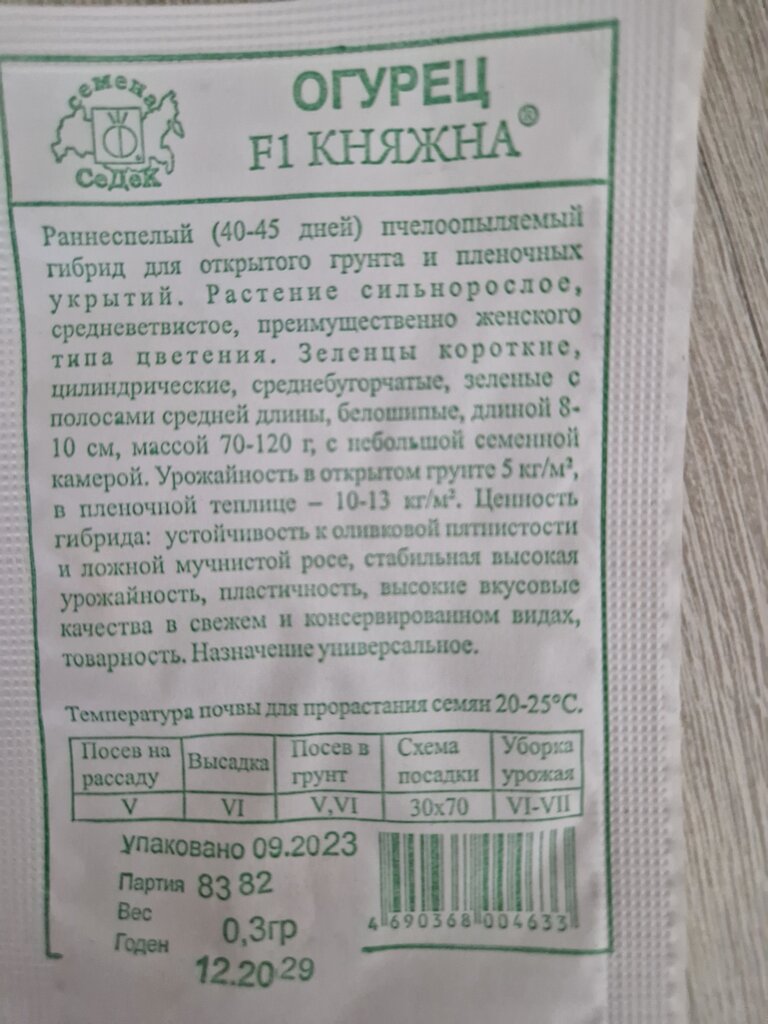 семена
СеДеК
ОГУРЕЦ
F1 КНЯЖНА®
Раннеспелый (40-45 дней) пчелоопыляемый
гибрид для открытого грунта и пленочных
укрытий. Растение сильнорослое,
средневетвистое, преимущественно женского
типа цветения. Зеленцы короткие,
цилиндрические, среднебугорчатые, зеленые с
полосами средней длины, белошипые, длиной 8-
10 см, массой 70-120 г, с небольшой семенной
камерой. Урожайность в открытом грунте 5 кг/м²,
в пленочной теплице – 10-13 кг/м². Ценность
гибрида: устойчивость к оливковой пятнистости
и ложной мучнистой росе, стабильная высокая
урожайность, пластичность, высокие вкусовые
качества в свежем и консервированном видах,
товарность. Назначение универсальное.
Температура почвы для прорастания семян 20-25°С.
Посев на рассаду
Высадка
Посев в грунт
Схема посадки
Уборка урожая
V
VI
V,VI
30x70
VI-VII
Упаковано 09.2023
Партия 83 82
Вес 0,3гр
Годен 12.2029
4 690368 004633